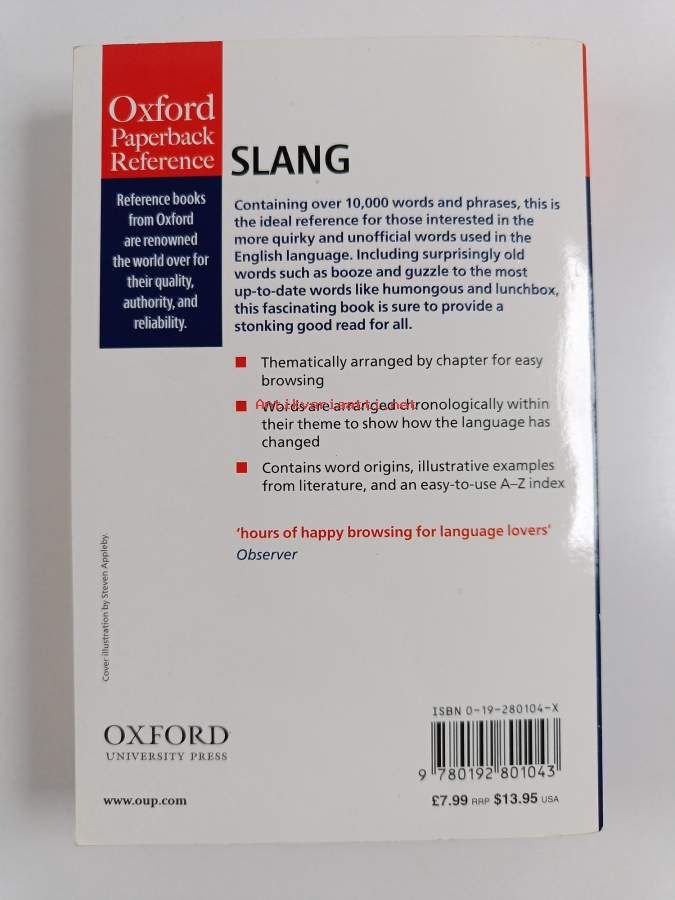 Oxford
Paperback
Reference
Reference books
from Oxford
are renowned
the world over for
their quality,
authority, and
reliability.
SLANG
Containing over 10,000 words and phrases, this is
the ideal reference for those interested in the
more quirky and unofficial words used in the
English language. Including surprisingly old
words such as booze and guzzle to the most
up-to-date words like humongous and lunchbox,
this fascinating book is sure to provide a
stonking good read for all.
Thematically arranged by chapter for easy
browsing
Antikvariaatti.net
Words are arranged chronologically within
their theme to show how the language has
changed
Contains word origins, illustrative examples
from literature, and an easy-to-use A–Z index
‘hours of happy browsing for language lovers’
Observer
Cover illustration by Steven Appleby.
OXFORD
UNIVERSITY PRESS
www.oup.com
ISBN 0-19-280104-X
9 780192 801043
£7.99 RRP $13.95 USA